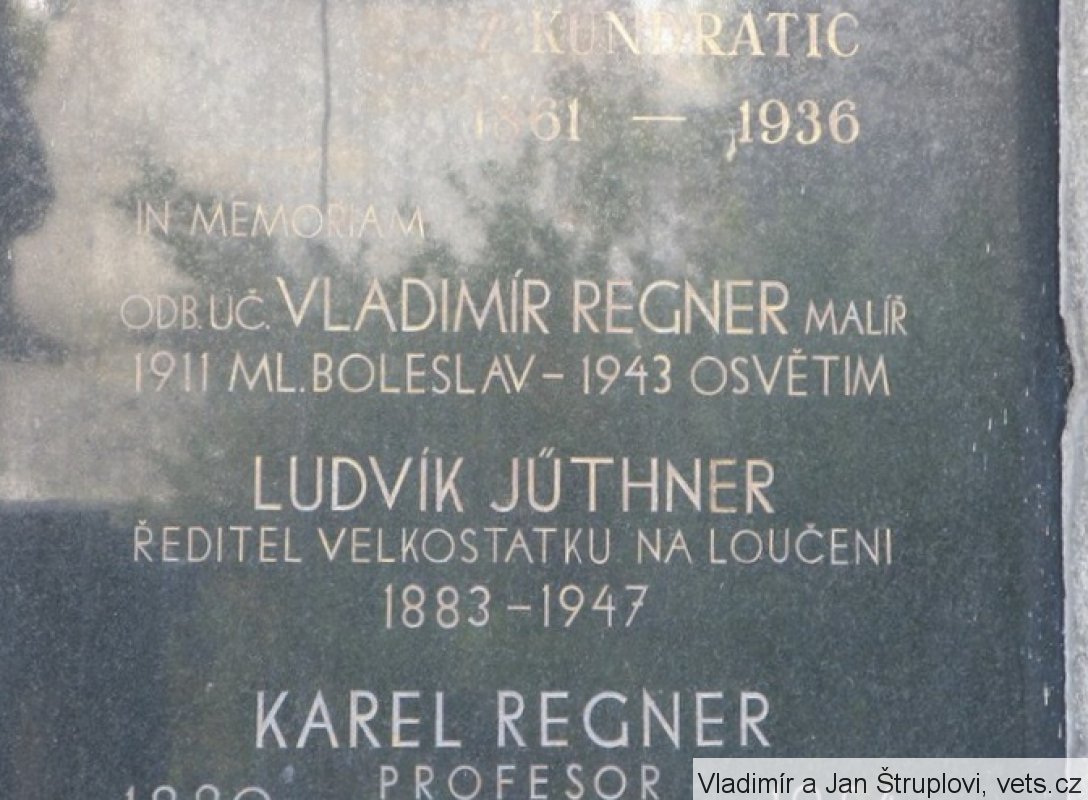 Z KUNDRATIC
1861 — 1936
IN MEMORIAM
ODB. UČ. VLADIMÍR REGNER MALÍŘ
1911 ML. BOLESLAV – 1943 OSVĚTIM
LUDVÍK JŰTHNER
ŘEDITEL VELKOSTATKU NA LOUČENI
1883 – 1947
KAREL REGNER
PROFESOR
Vladimír a Jan Štruplovi, vets.cz